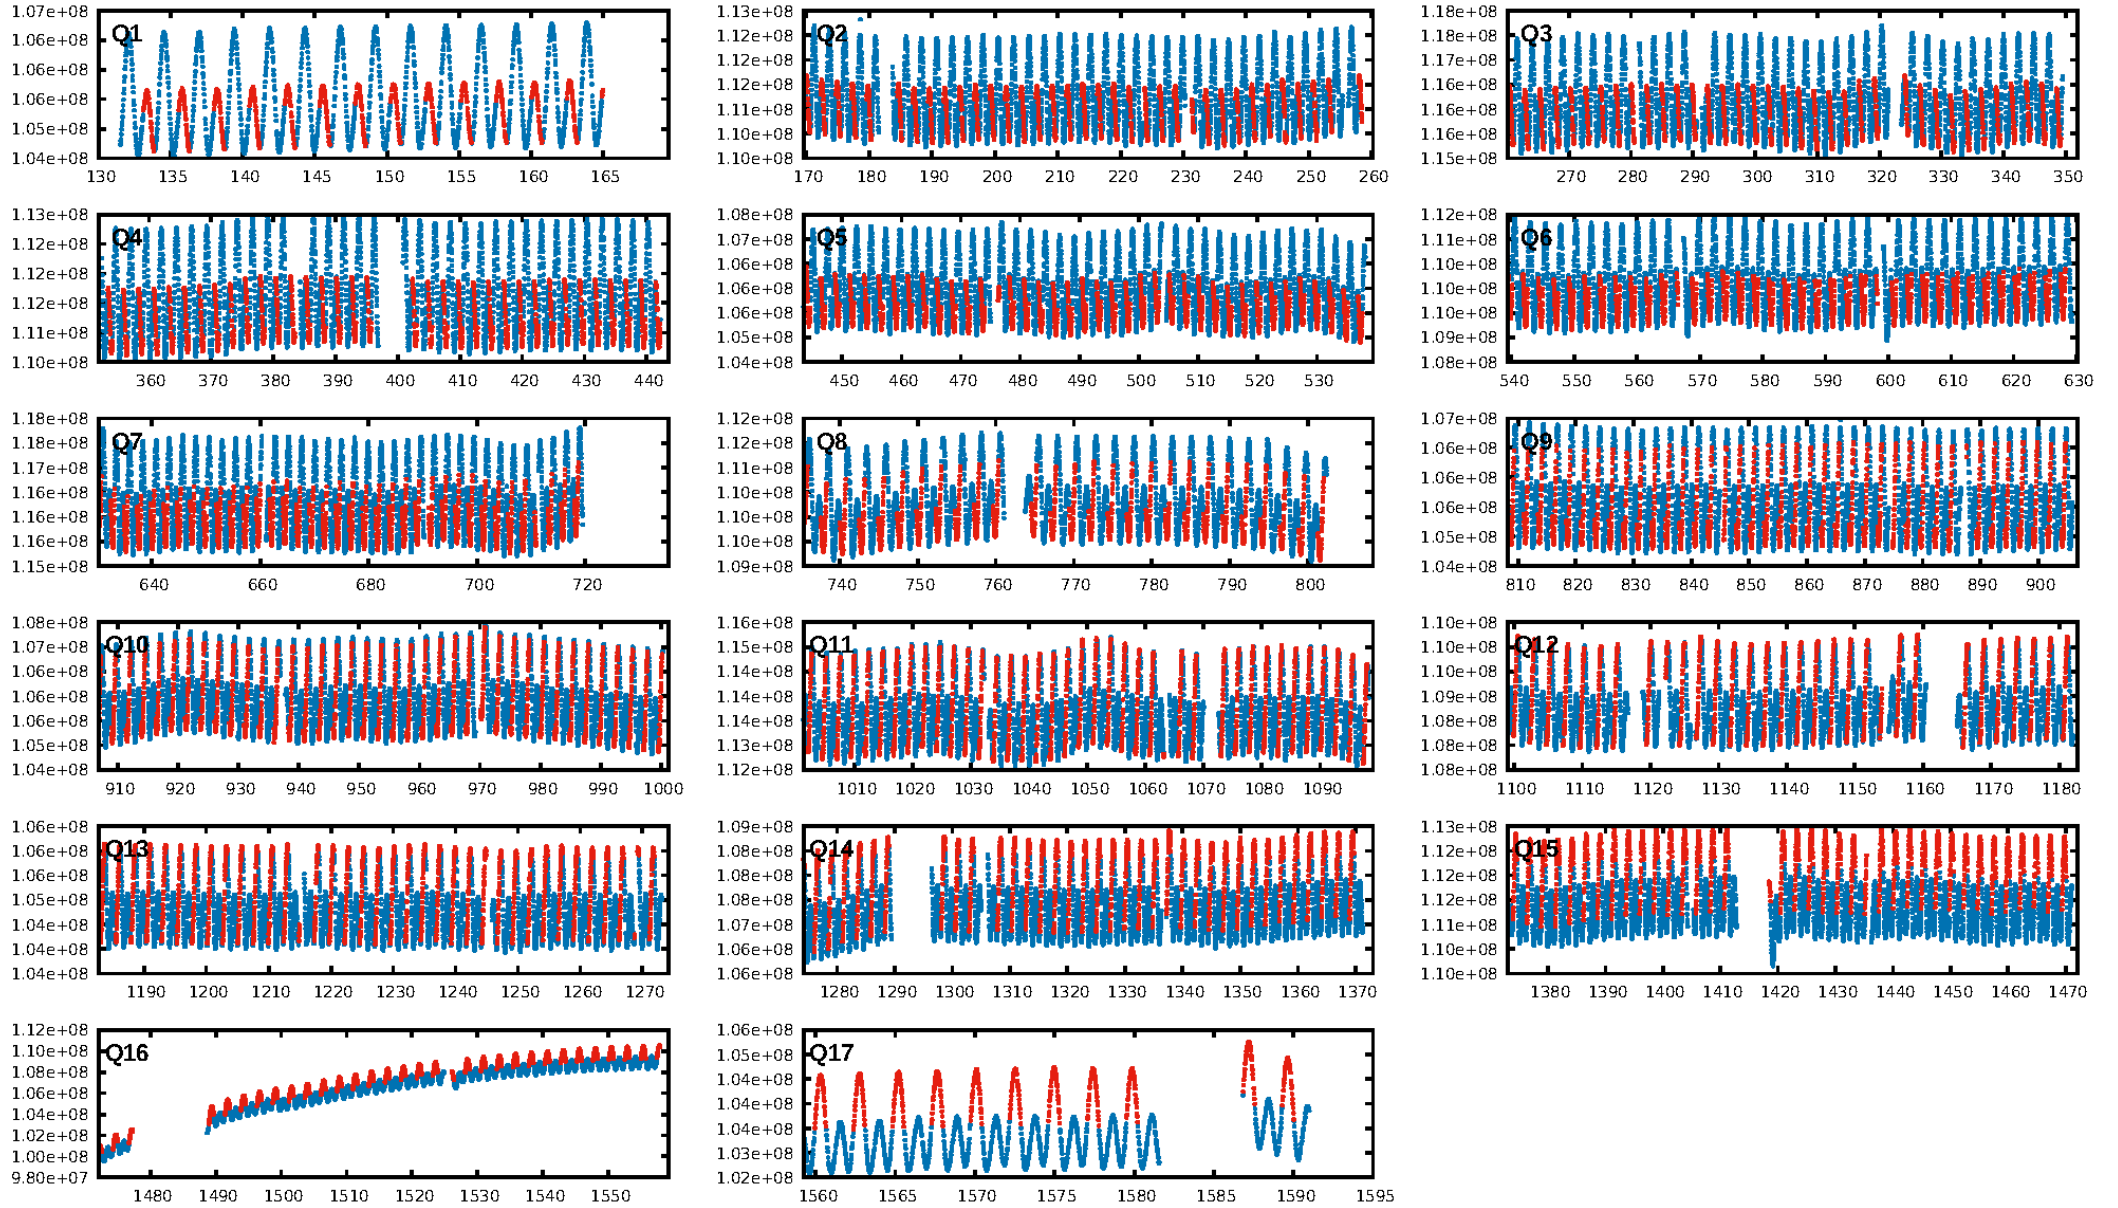 1.07e+08 1.06e+08 1.06e+08 1.06e+08 1.05e+08 1.04e+08
Q1
130 135 140 145 150 155 160 165
1.13e+08 1.12e+08 1.12e+08 1.11e+08 1.10e+08 1.10e+08
Q2
170 180 190 200 210 220 230 240 250 260
1.18e+08 1.18e+08 1.17e+08 1.16e+08 1.16e+08 1.15e+08
Q3
270 280 290 300 310 320 330 340 350
1.13e+08 1.12e+08 1.12e+08 1.12e+08 1.11e+08 1.10e+08
Q4
360 370 380 390 400 410 420 430 440
1.08e+08 1.07e+08 1.06e+08 1.06e+08 1.06e+08 1.05e+08 1.04e+08
Q5
450 460 470 480 490 500 510 520 530
1.12e+08 1.11e+08 1.10e+08 1.10e+08 1.10e+08 1.09e+08 1.08e+08
Q6
540 550 560 570 580 590 600 610 620 630
1.18e+08 1.18e+08 1.17e+08 1.16e+08 1.16e+08 1.16e+08 1.15e+08
Q7
640 660 680 700 720
1.12e+08 1.12e+08 1.11e+08 1.10e+08 1.10e+08 1.10e+08 1.09e+08
Q8
740 750 760 770 780 790 800
1.07e+08 1.06e+08 1.06e+08 1.06e+08 1.05e+08 1.04e+08
Q9
810 820 830 840 850 860 870 880 890 900
1.08e+08 1.07e+08 1.06e+08 1.06e+08 1.06e+08 1.05e+08 1.04e+08
Q10
910 920 930 940 950 960 970 980 990 1000
1.16e+08 1.15e+08 1.14e+08 1.14e+08 1.14e+08 1.13e+08 1.12e+08
Q11
1010 1020 1030 1040 1050 1060 1070 1080 1090
1.10e+08 1.10e+08 1.10e+08 1.09e+08 1.08e+08 1.08e+08 1.08e+08
Q12
1100 1110 1120 1130 1140 1150 1160 1170 1180
1.06e+08 1.06e+08 1.05e+08 1.05e+08 1.04e+08 1.04e+08 1.04e+08
Q13
1190 1200 1210 1220 1230 1240 1250 1260 1270
1.09e+08 1.08e+08 1.08e+08 1.08e+08 1.07e+08 1.06e+08 1.06e+08
Q14
1280 1290 1300 1310 1320 1330 1340 1350 1360 1370
1.13e+08 1.12e+08 1.12e+08 1.12e+08 1.11e+08 1.10e+08 1.10e+08
Q15
1380 1390 1400 1410 1420 1430 1440 1450 1460 1470
1.12e+08 1.10e+08 1.08e+08 1.06e+08 1.04e+08 1.02e+08 1.00e+08 9.80e+07
Q16
1480 1490 1500 1510 1520 1530 1540 1550
1.06e+08 1.05e+08 1.04e+08 1.04e+08 1.04e+08 1.02e+08 1.02e+08
Q17
1560 1565 1570 1575 1580 1585 1590 1595